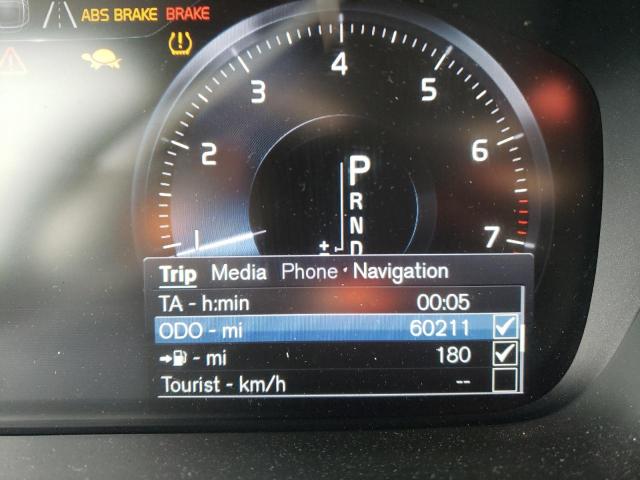 ABS BRAKE BRAKE
4
3 5
2 6
1 7
P
R
N
D
±
Trip Media Phone Navigation
TA - h:min 00:05
ODO - mi 60211
- mi 180
Tourist - km/h --